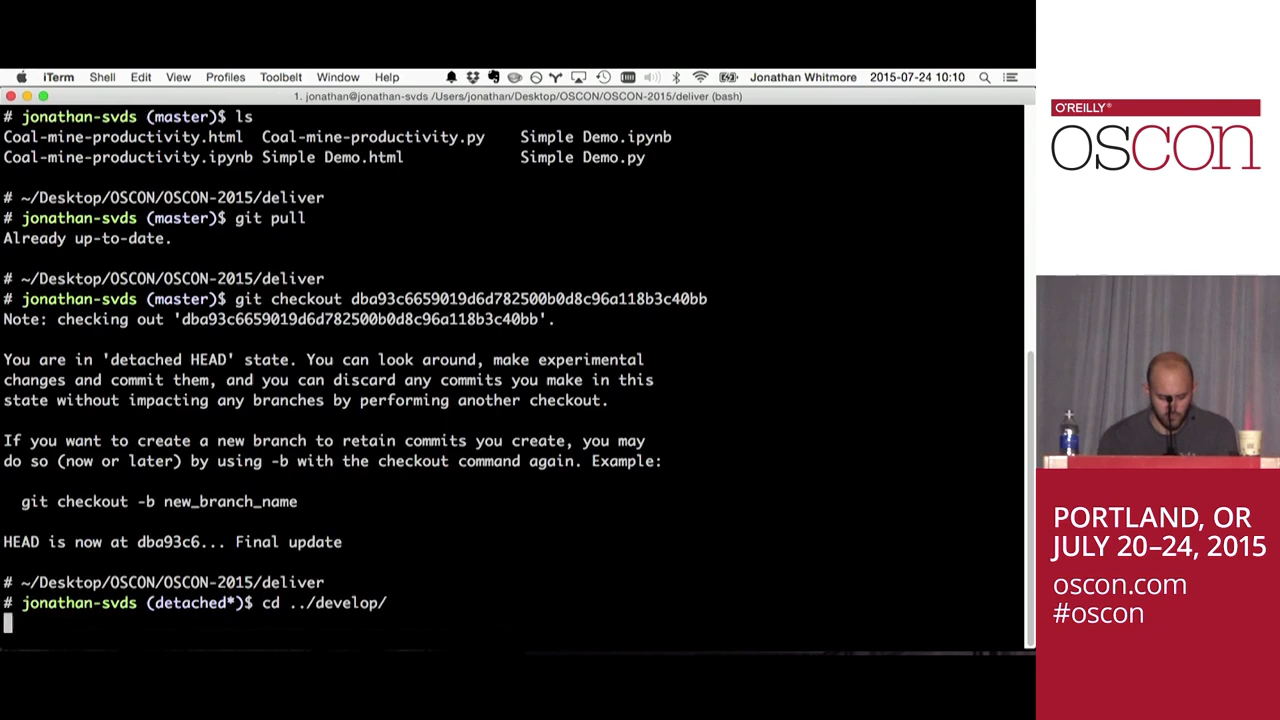 iTerm Shell Edit View Profiles Toolbelt Window Help Jonathan Whitmore 2015-07-24 10:10
1. jonathan@jonathan-svds /Users/jonathan/Desktop/OSCON/OSCON-2015/deliver (bash)
# jonathan-svds (master)$ ls
Coal-mine-productivity.html Coal-mine-productivity.py Simple Demo.ipynb
Coal-mine-productivity.ipynb Simple Demo.html Simple Demo.py
# ~/Desktop/OSCON/OSCON-2015/deliver
# jonathan-svds (master)$ git pull
Already up-to-date.
# ~/Desktop/OSCON/OSCON-2015/deliver
# jonathan-svds (master)$ git checkout dba93c6659019d6d782500b0d8c96a118b3c40bb
Note: checking out 'dba93c6659019d6d782500b0d8c96a118b3c40bb'.
You are in 'detached HEAD' state. You can look around, make experimental
changes and commit them, and you can discard any commits you make in this
state without impacting any branches by performing another checkout.
If you want to create a new branch to retain commits you create, you may
do so (now or later) by using -b with the checkout command again. Example:
git checkout -b new_branch_name
HEAD is now at dba93c6... Final update
# ~/Desktop/OSCON/OSCON-2015/deliver
# jonathan-svds (detached*)$ cd ../develop/
O'REILLY®
OSCON
PORTLAND, OR
JULY 20–24, 2015
oscon.com
#oscon